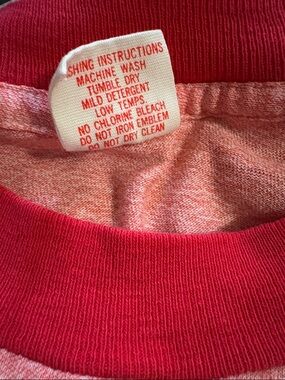 SHING INSTRUCTIONS
MACHINE WASH
TUMBLE DRY
MILD DETERGENT
LOW TEMPS.
NO CHLORINE BLEACH
DO NOT IRON EMBLEM
DO NOT DRY CLEAN